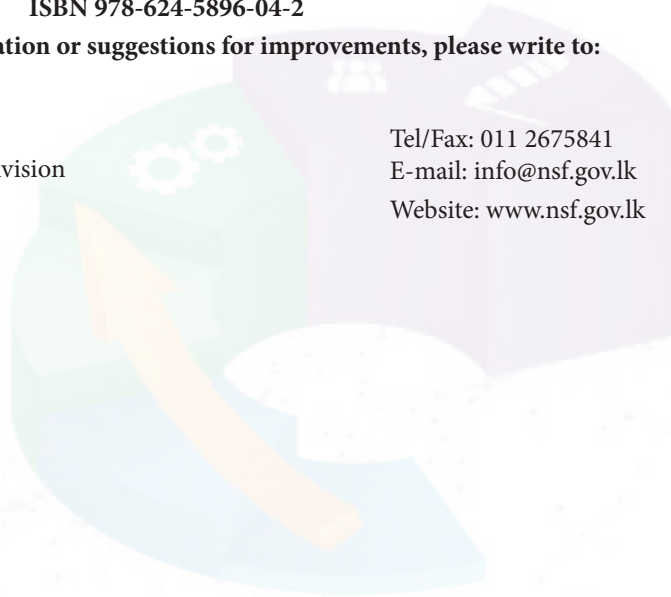 ISBN 978-624-5896-04-2
ation or suggestions for improvements, please write to:
Tel/Fax: 011 2675841
vision
E-mail: info@nsf.gov.lk
Website: www.nsf.gov.lk